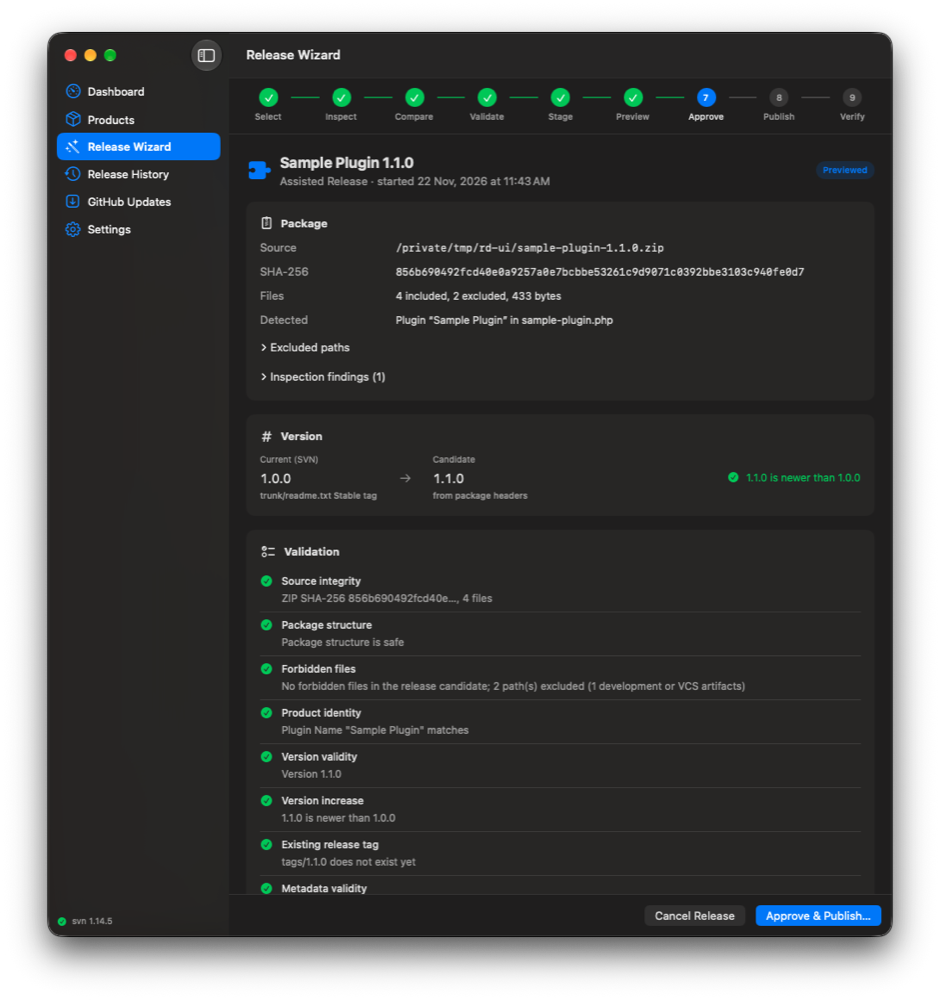 Release Wizard
Dashboard
Products
Release Wizard
Release History
GitHub Updates
Settings
svn 1.14.5
Select
Inspect
Compare
Validate
Stage
Preview
7
Approve
8
Publish
9
Verify
Sample Plugin 1.1.0
Assisted Release · started 22 Nov, 2026 at 11:43 AM
Previewed
Package
Source /private/tmp/rd-ui/sample-plugin-1.1.0.zip
SHA-256 856b690492fcd40e0a9257a0e7bcbbe53261c9d9071c0392bbe3103c940fe0d7
Files 4 included, 2 excluded, 433 bytes
Detected Plugin “Sample Plugin” in sample-plugin.php
> Excluded paths
> Inspection findings (1)
# Version
Current (SVN) Candidate
1.0.0 → 1.1.0 1.1.0 is newer than 1.0.0
trunk/readme.txt Stable tag from package headers
Validation
Source integrity
ZIP SHA-256 856b690492fcd40e…, 4 files
Package structure
Package structure is safe
Forbidden files
No forbidden files in the release candidate; 2 path(s) excluded (1 development or VCS artifacts)
Product identity
Plugin Name "Sample Plugin" matches
Version validity
Version 1.1.0
Version increase
1.1.0 is newer than 1.0.0
Existing release tag
tags/1.1.0 does not exist yet
Metadata validity
Cancel Release
Approve & Publish…